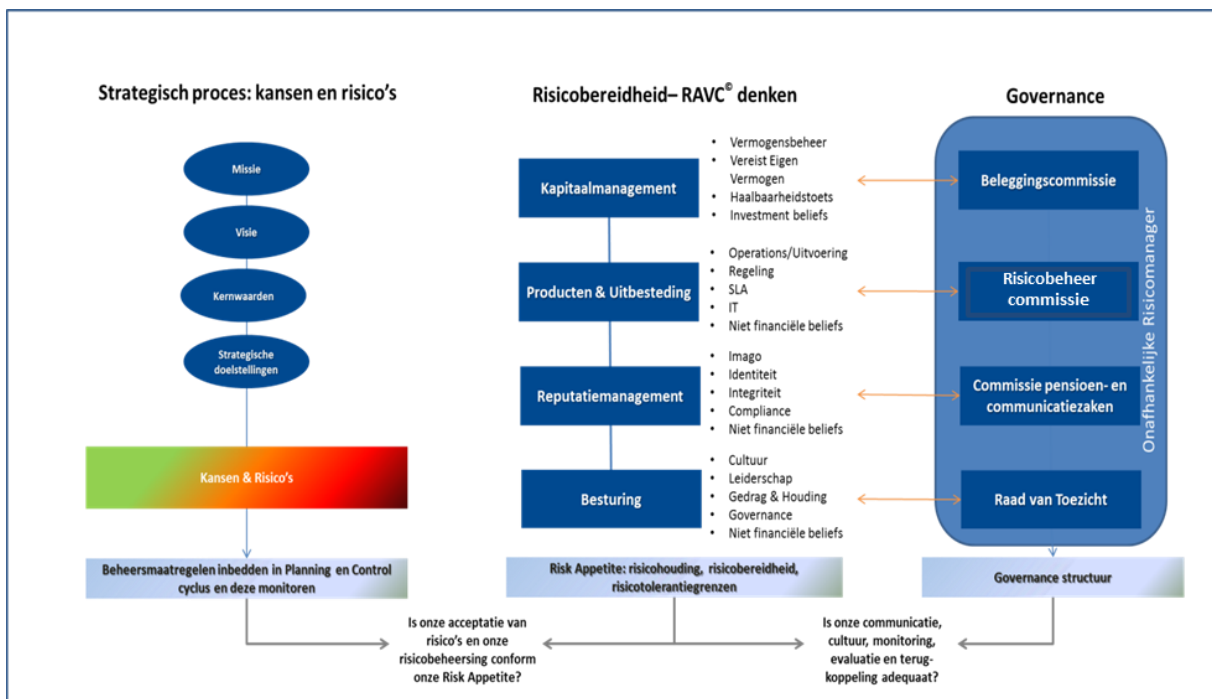 Strategisch proces: kansen en risico's
Missie
Visie
Kernwaarden
Strategische
doelstellingen
Kansen & Risico's
Beheersmaatregelen inbedden in Planning en Control
cyclus en deze monitoren
Risicobereidheid– RAVC© denken
Kapitaalmanagement
• Vermogensbeheer
• Vereist Eigen
Vermogen
• Haalbaarheidstoets
• Investment beliefs
Producten & Uitbesteding
• Operations/Uitvoering
• Regeling
• SLA
• IT
• Niet financiële beliefs
Reputatiemanagement
• Imago
• Identiteit
• Integriteit
• Compliance
• Niet financiële beliefs
Besturing
• Cultuur
• Leiderschap
• Gedrag & Houding
• Governance
• Niet financiële beliefs
Risk Appetite: risicohouding, risicobereidheid,
risicotolerantiegrenzen
Governance
Beleggingscommissie
Risicobeheer
commissie
Commissie pensioen- en
communicatiezaken
Raad van Toezicht
Onafhankelijke Risicomanager
Governance structuur
Is onze acceptatie van
risico's en onze
risicobeheersing conform
onze Risk Appetite?
Is onze communicatie,
cultuur, monitoring,
evaluatie en terug-
koppeling adequaat?